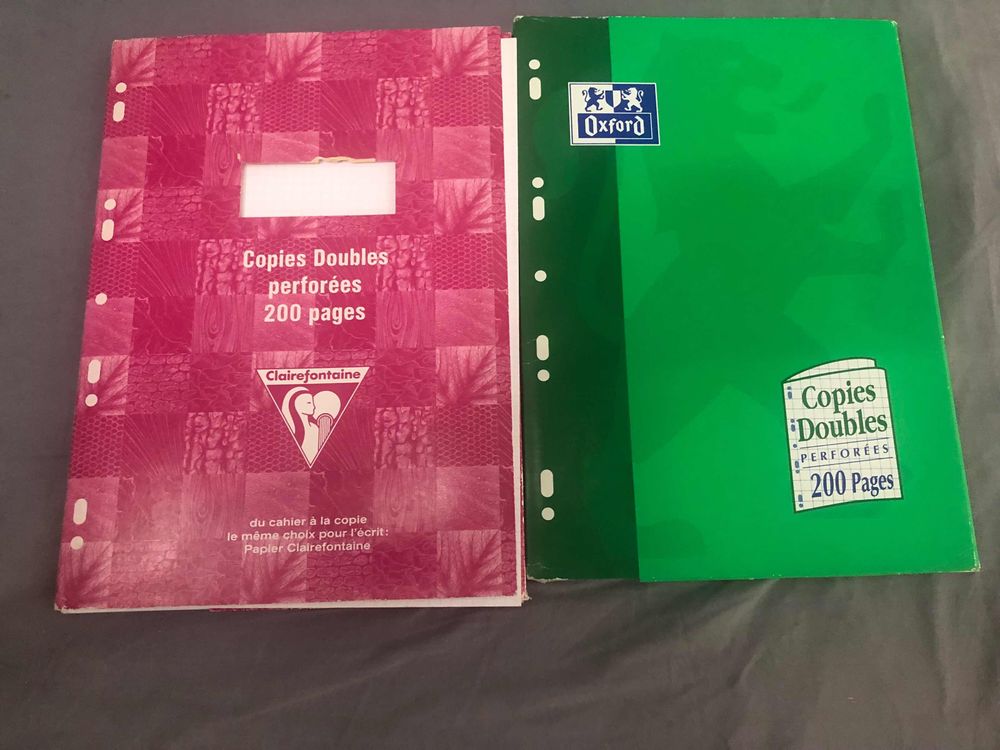 Copies Doubles
perforées
200 pages
Clairefontaine
du cahier à la copie
le même choix pour l'écrit:
Papier Clairefontaine
Oxford
Copies
Doubles
PERFORÉES
200 Pages